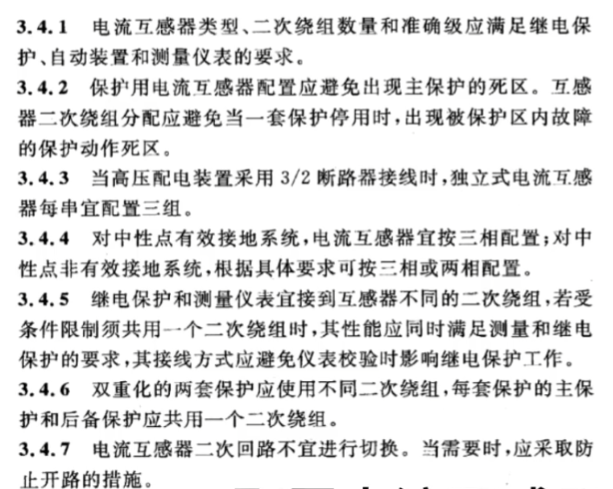 3.4.1 电流互感器类型、二次绕组数量和准确级应满足继电保
护、自动装置和测量仪表的要求。
3.4.2 保护用电流互感器配置应避免出现主保护的死区。互感
器二次绕组分配应避免当一套保护停用时，出现被保护区内故障
的保护动作死区。
3.4.3 当高压配电装置采用 3/2 断路器接线时，独立式电流互感
器每串宜配置三组。
3.4.4 对中性点有效接地系统，电流互感器宜按三相配置；对中
性点非有效接地系统，根据具体要求可按三相或两相配置。
3.4.5 继电保护和测量仪表宜接到互感器不同的二次绕组，若受
条件限制须共用一个二次绕组时，其性能应同时满足测量和继电
保护的要求，其接线方式应避免仪表校验时影响继电保护工作。
3.4.6 双重化的两套保护应使用不同二次绕组，每套保护的主保
护和后备保护应共用一个二次绕组。
3.4.7 电流互感器二次回路不宜进行切换。当需要时，应采取防
止开路的措施。